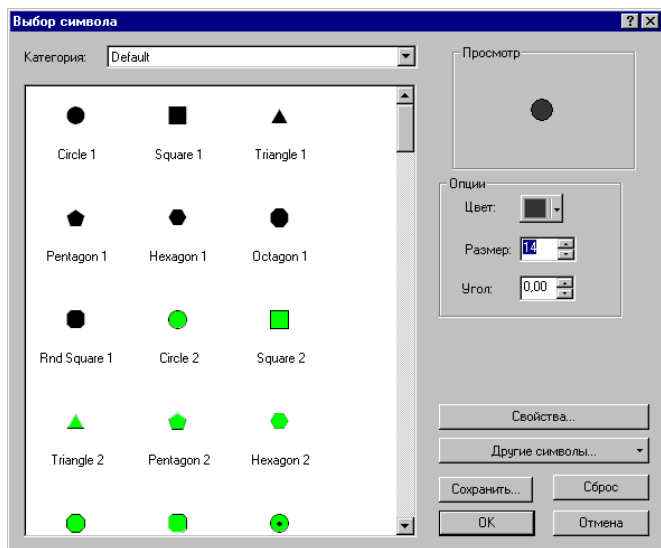 Выбор символа
Категория: Default
Circle 1 Square 1 Triangle 1
Pentagon 1 Hexagon 1 Octagon 1
Rnd Square 1 Circle 2 Square 2
Triangle 2 Pentagon 2 Hexagon 2
Просмотр
Опции
Цвет:
Размер: 14
Угол: 0,00
Свойства...
Другие символы...
Сохранить... Сброс
OK Отмена